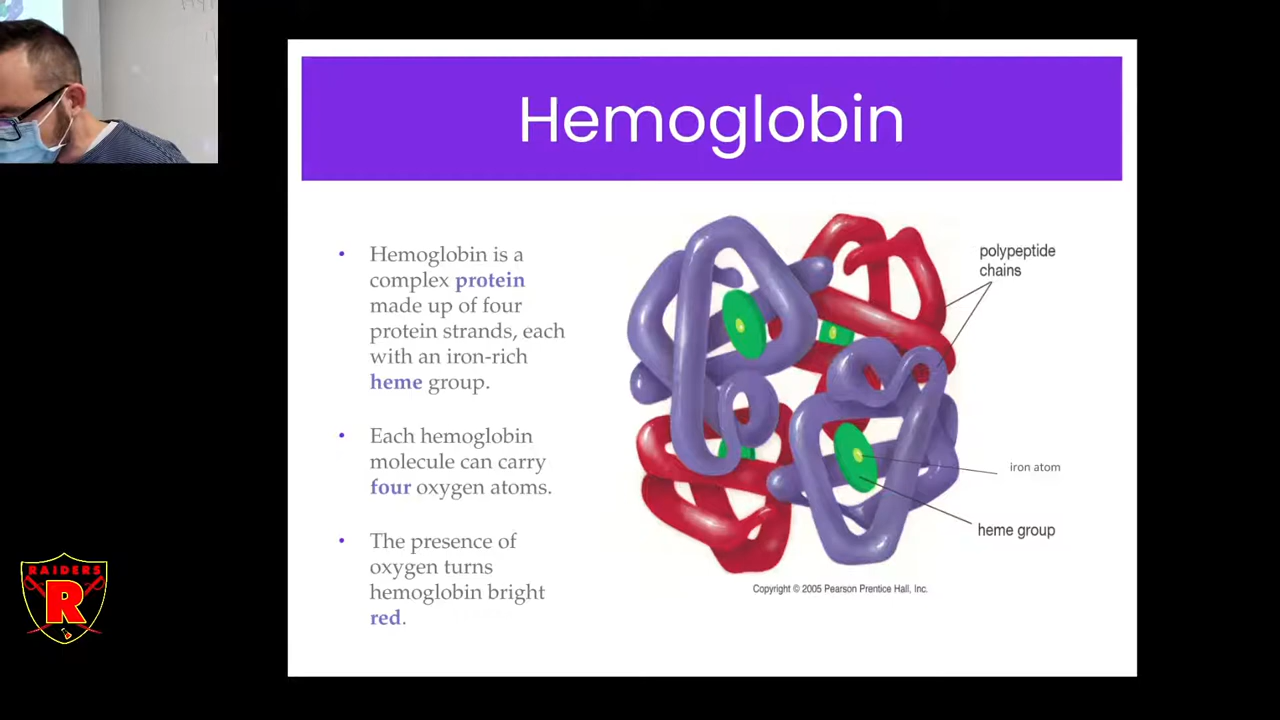 Hemoglobin
• Hemoglobin is a
complex protein
made up of four
protein strands, each
with an iron-rich
heme group.
• Each hemoglobin
molecule can carry
four oxygen atoms.
• The presence of
oxygen turns
hemoglobin bright
red.
polypeptide
chains
iron atom
heme group
Copyright © 2005 Pearson Prentice Hall, Inc.
RAIDERS
R